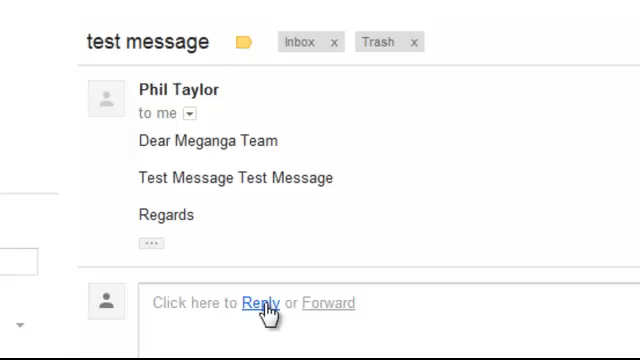 test message Inbox x Trash x
Phil Taylor
to me
Dear Meganga Team
Test Message Test Message
Regards
...
Click here to Reply or Forward